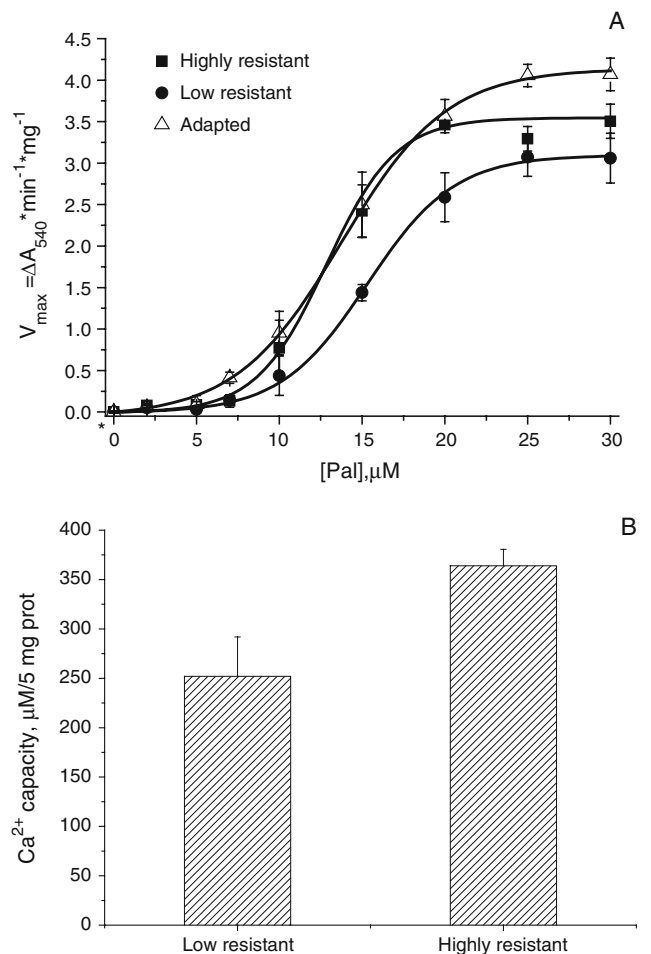 A
4.5
4.0
3.5
3.0
2.5
2.0
1.5
1.0
0.5
0.0
V_max =ΔA_540*min^-1*mg^-1
Highly resistant
Low resistant
Adapted
*
0 5 10 15 20 25 30
[Pal],μM
B
400
350
300
250
200
150
100
50
0
Ca^2+ capacity, μM/5 mg prot
Low resistant Highly resistant